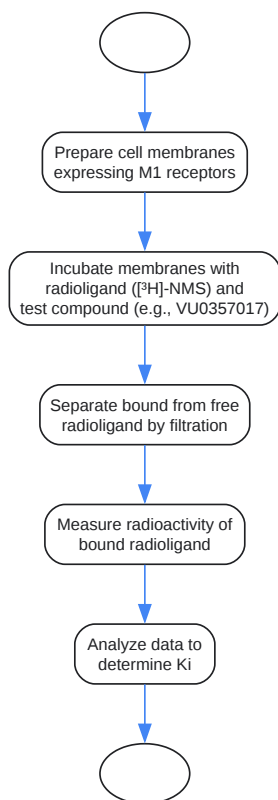 Prepare cell membranes
expressing M1 receptors
Incubate membranes with
radioligand ([³H]-NMS) and
test compound (e.g., VU0357017)
Separate bound from free
radioligand by filtration
Measure radioactivity of
bound radioligand
Analyze data to
determine Ki